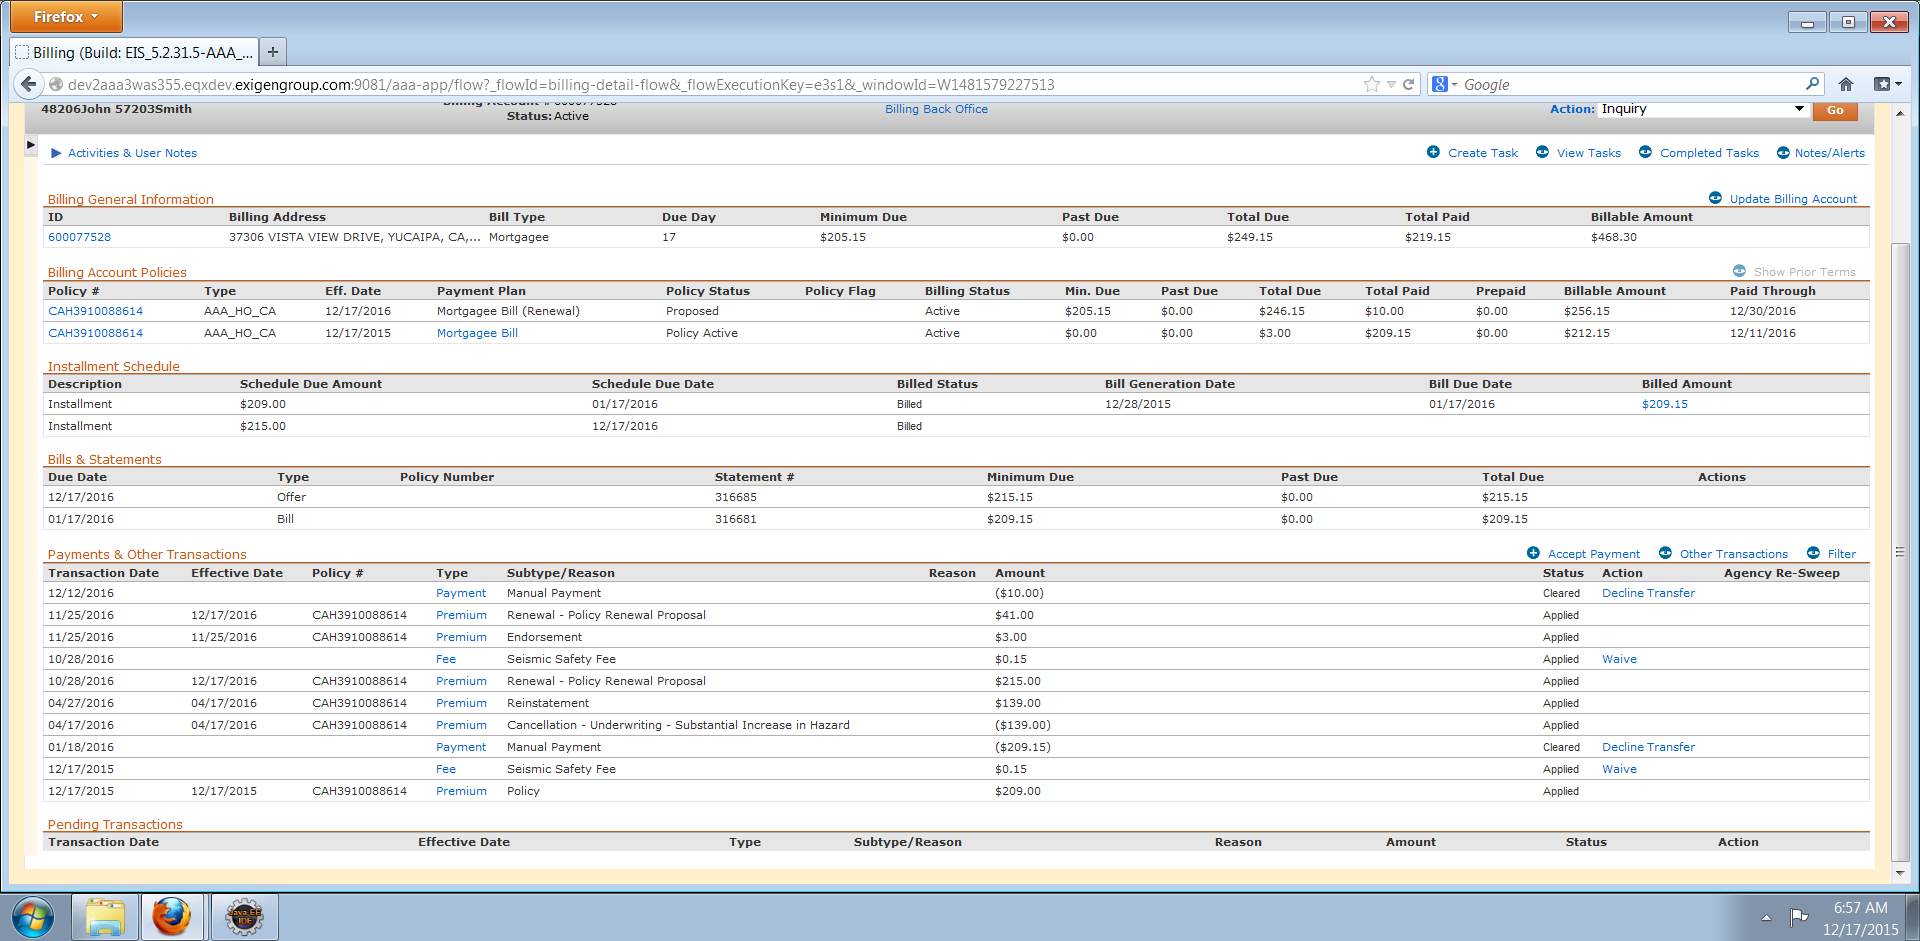 Firefox
Billing (Build: EIS_5.2.31.5-AAA_...
dev2aaa3was355.eqxdev.exigengroup.com:9081/aaa-app/flow?_flowId=billing-detail-flow&_flowExecutionKey=e3s1&_windowId=W1481579227513
Google
48206John 57203Smith
Billing Account # 600077528
Status: Active
Billing Back Office
Action: Inquiry Go
Activities & User Notes Create Task View Tasks Completed Tasks Notes/Alerts
Billing General Information Update Billing Account
ID Billing Address Bill Type Due Day Minimum Due Past Due Total Due Total Paid Billable Amount
600077528 37306 VISTA VIEW DRIVE, YUCAIPA, CA,... Mortgagee 17 $205.15 $0.00 $249.15 $219.15 $468.30
Billing Account Policies Show Prior Terms
Policy # Type Eff. Date Payment Plan Policy Status Policy Flag Billing Status Min. Due Past Due Total Due Total Paid Prepaid Billable Amount Paid Through
CAH3910088614 AAA_HO_CA 12/17/2016 Mortgagee Bill (Renewal) Proposed Active $205.15 $0.00 $246.15 $10.00 $0.00 $256.15 12/30/2016
CAH3910088614 AAA_HO_CA 12/17/2015 Mortgagee Bill Policy Active Active $0.00 $0.00 $3.00 $209.15 $0.00 $212.15 12/11/2016
Installment Schedule
Description Schedule Due Amount Schedule Due Date Billed Status Bill Generation Date Bill Due Date Billed Amount
Installment $209.00 01/17/2016 Billed 12/28/2015 01/17/2016 $209.15
Installment $215.00 12/17/2016 Billed
Bills & Statements
Due Date Type Policy Number Statement # Minimum Due Past Due Total Due Actions
12/17/2016 Offer 316685 $215.15 $0.00 $215.15
01/17/2016 Bill 316681 $209.15 $0.00 $209.15
Payments & Other Transactions Accept Payment Other Transactions Filter
Transaction Date Effective Date Policy # Type Subtype/Reason Reason Amount Status Action Agency Re-Sweep
12/12/2016 Payment Manual Payment ($10.00) Cleared Decline Transfer
11/25/2016 12/17/2016 CAH3910088614 Premium Renewal - Policy Renewal Proposal $41.00 Applied
11/25/2016 11/25/2016 CAH3910088614 Premium Endorsement $3.00 Applied
10/28/2016 Fee Seismic Safety Fee $0.15 Applied Waive
10/28/2016 12/17/2016 CAH3910088614 Premium Renewal - Policy Renewal Proposal $215.00 Applied
04/27/2016 04/17/2016 CAH3910088614 Premium Reinstatement $139.00 Applied
04/17/2016 04/17/2016 CAH3910088614 Premium Cancellation - Underwriting - Substantial Increase in Hazard ($139.00) Applied
01/18/2016 Payment Manual Payment ($209.15) Cleared Decline Transfer
12/17/2015 Fee Seismic Safety Fee $0.15 Applied Waive
12/17/2015 12/17/2015 CAH3910088614 Premium Policy $209.00 Applied
Pending Transactions
Transaction Date Effective Date Type Subtype/Reason Reason Amount Status Action
Java EE
IDE
6:57 AM
12/17/2015